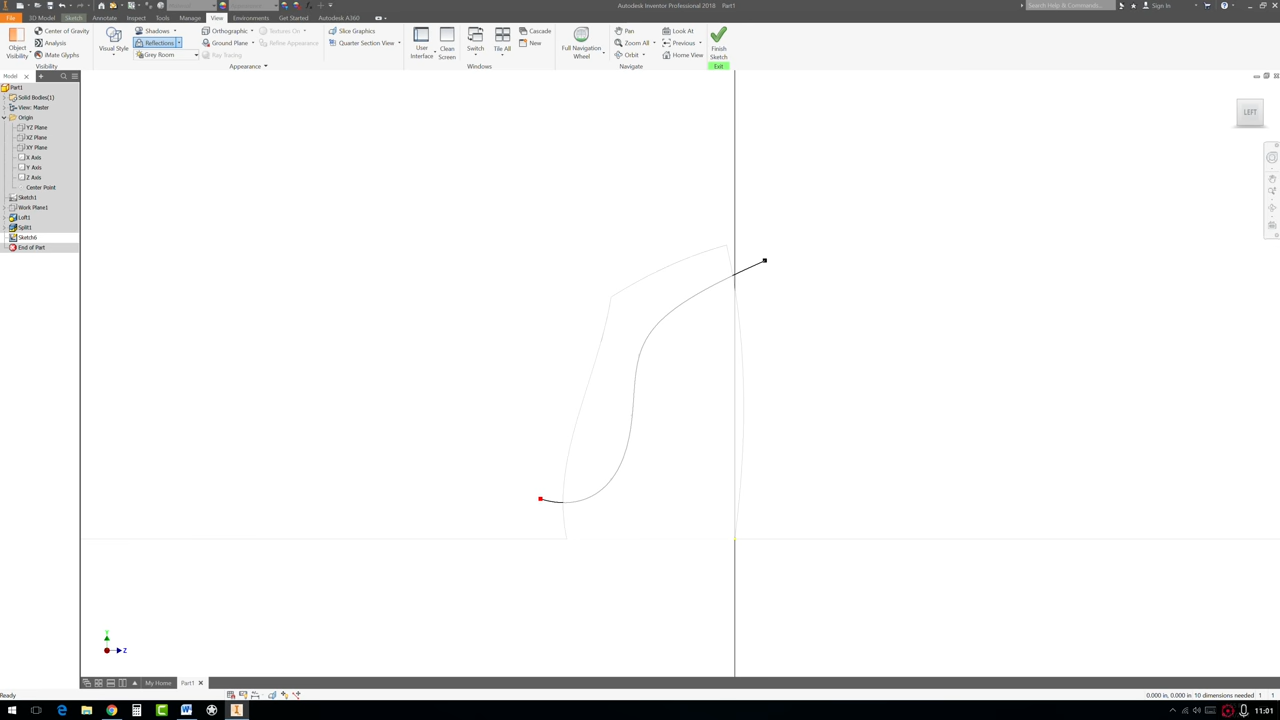 Autodesk Inventor Professional 2018 Part1
Search Help & Commands...
Sign In
File 3D Model Sketch Annotate Inspect Tools Manage View Environments Get Started Autodesk A360
Object Visibility
Center of Gravity
Analysis
iMate Glyphs
Visibility
Visual Style
Shadows
Reflections
Grey Room
Orthographic
Ground Plane
Ray Tracing
Textures On
Refine Appearance
Appearance
Slice Graphics
Quarter Section View
User Interface
Clean Screen
Switch
Tile All
Cascade
New
Windows
Full Navigation Wheel
Pan
Zoom All
Orbit
Look At
Previous
Home View
Navigate
Finish Sketch
Exit
Model
Part1
Solid Bodies(1)
View: Master
Origin
YZ Plane
XZ Plane
XY Plane
X Axis
Y Axis
Z Axis
Center Point
Sketch1
Work Plane1
Loft1
Split1
Sketch6
End of Part
LEFT
Y
Z
My Home Part1
Ready
0.000 in, 0.000 in 10 dimensions needed 1 1
11:01